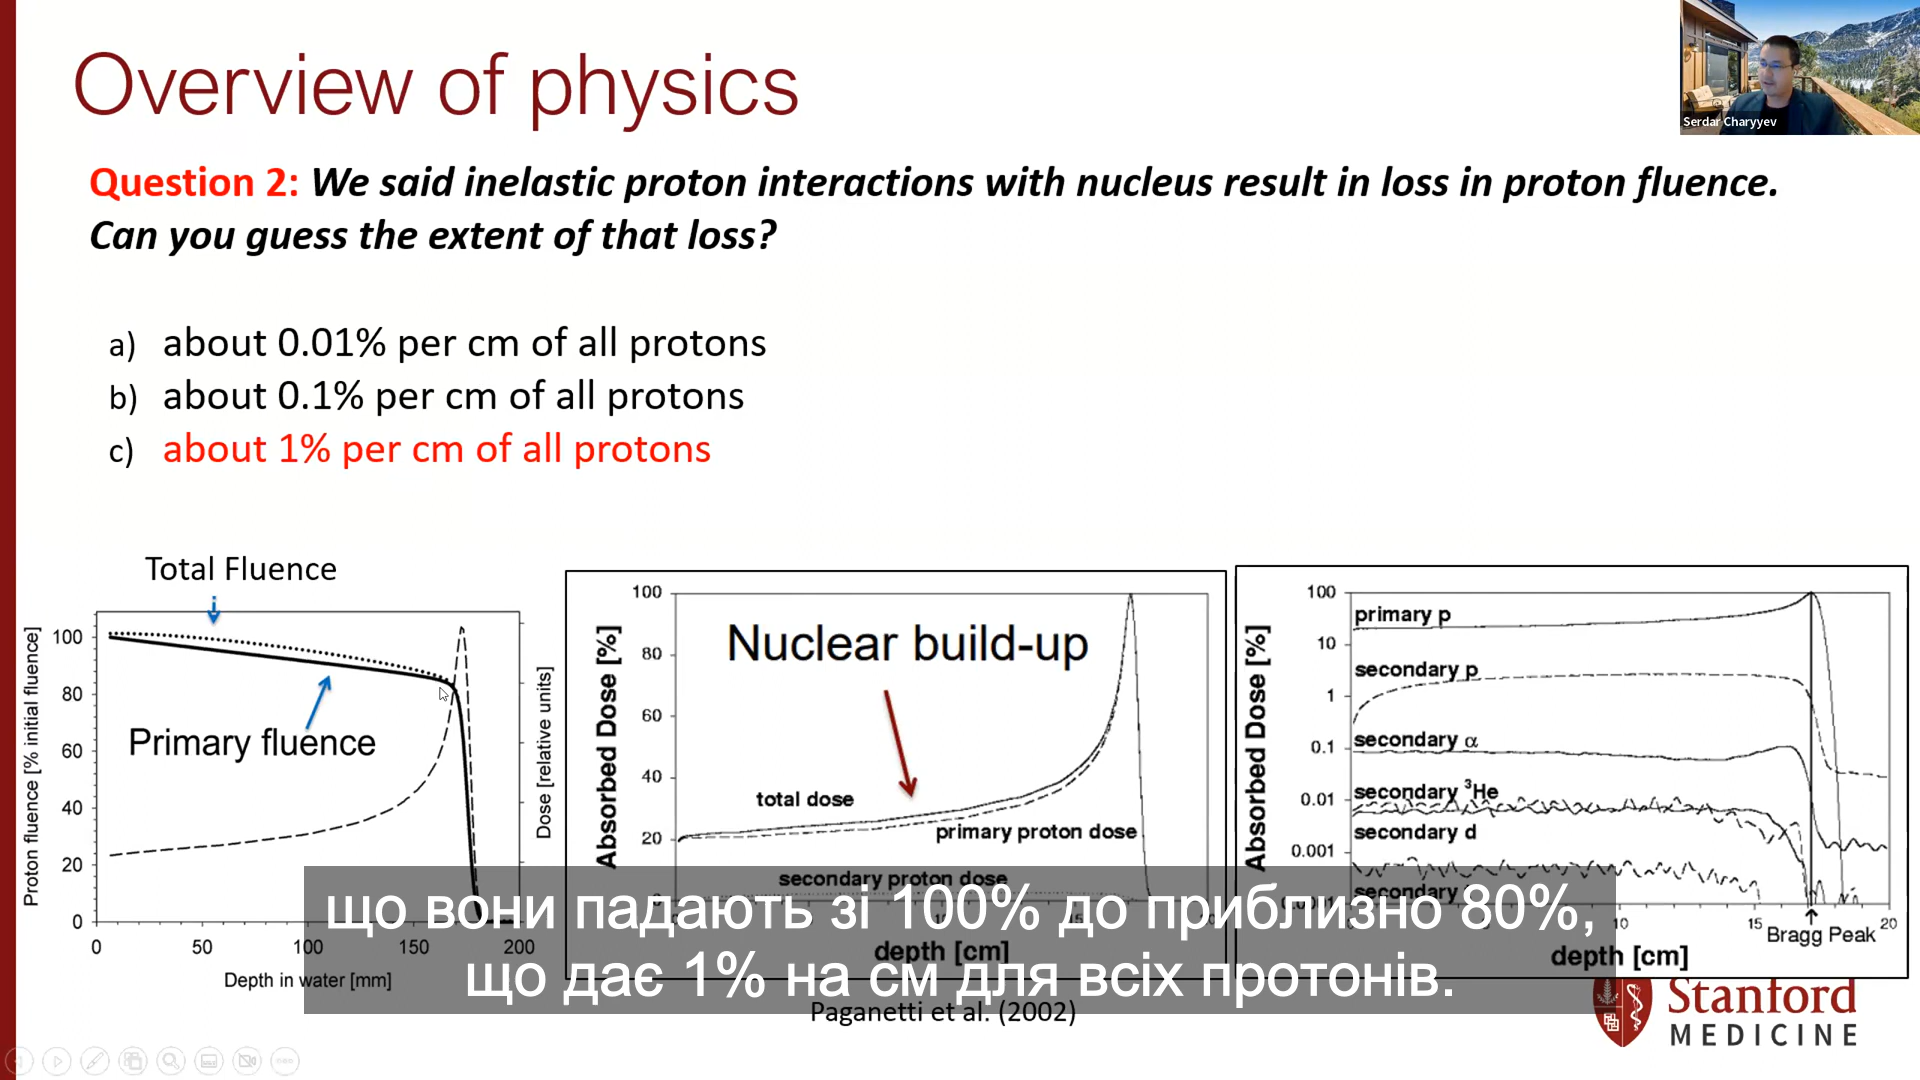 Overview of physics
Serdar Charyyev
Question 2: We said inelastic proton interactions with nucleus result in loss in proton fluence.
Can you guess the extent of that loss?
a) about 0.01% per cm of all protons
b) about 0.1% per cm of all protons
c) about 1% per cm of all protons
Total Fluence
Primary fluence
Proton fluence [% initial fluence]
100
80
60
40
20
0
0 50 100 150 200
Depth in water [mm]
Dose [relative units]
Absorbed Dose [%]
100
80
60
40
20
Nuclear build-up
total dose
primary proton dose
secondary proton dose
depth [cm]
Absorbed Dose [%]
100
10
1
0.1
0.01
0.001
primary p
secondary p
secondary α
secondary ³He
secondary d
secondary
10 15 20
Bragg Peak
depth [cm]
що вони падають зі 100% до приблизно 80%,
що дає 1% на см для всіх протонів.
Paganetti et al. (2002)
Stanford
MEDICINE